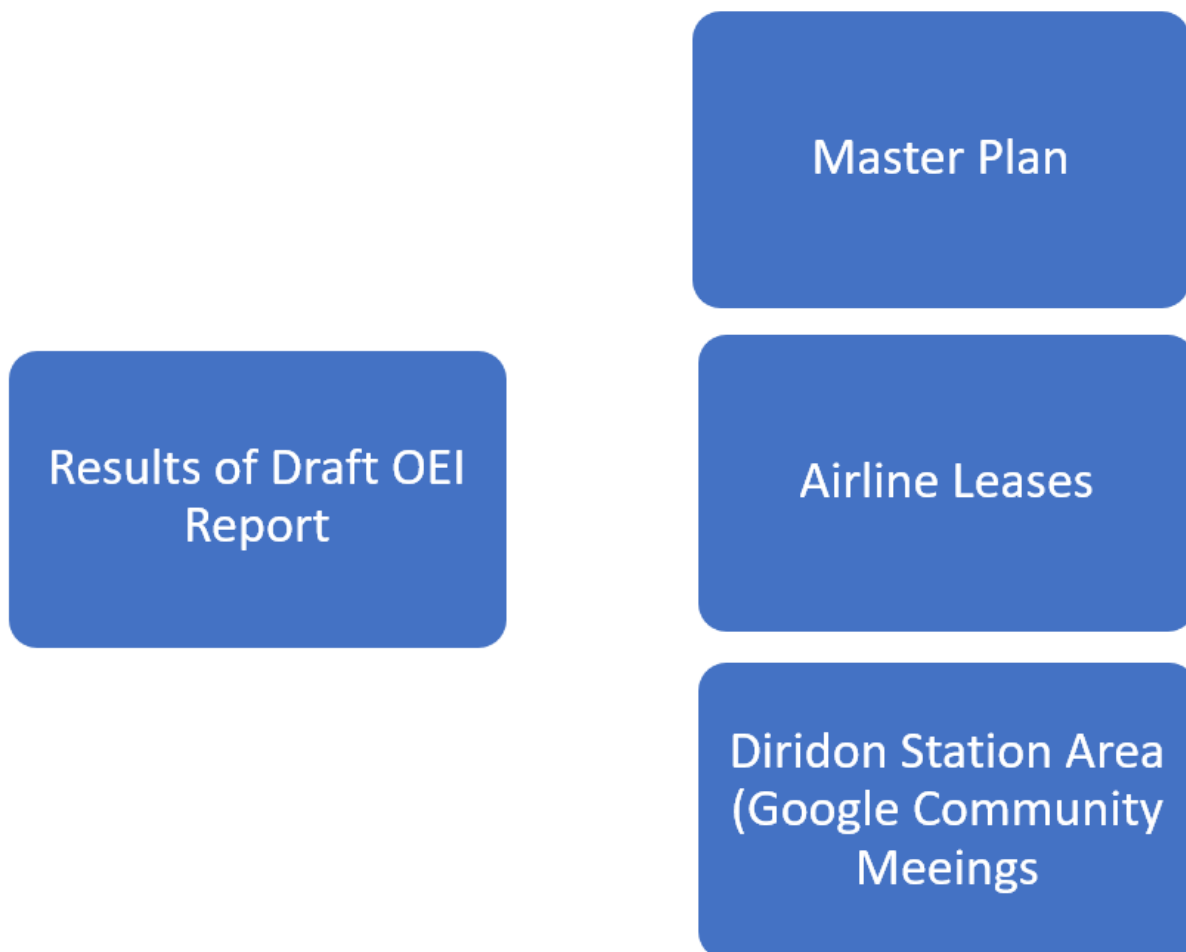 Master Plan
Results of Draft OEI
Report
Airline Leases
Diridon Station Area
(Google Community
Meeings